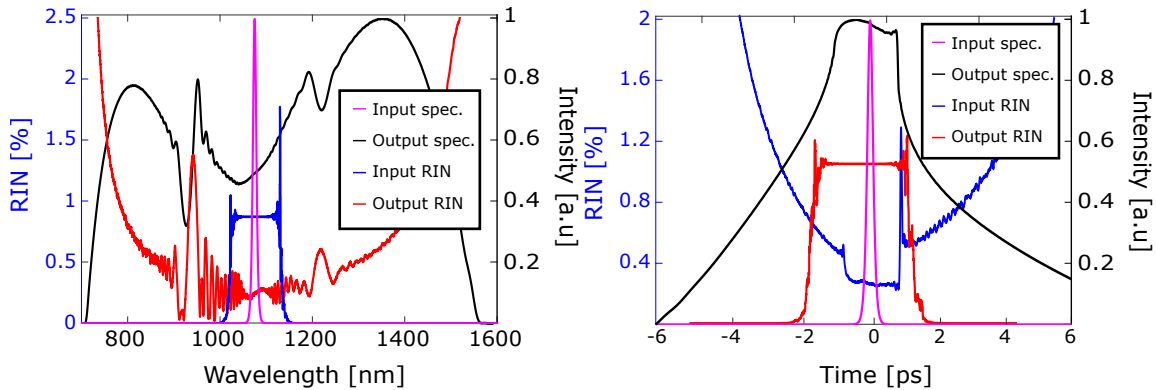 2.5
2
1.5
1
0.5
0
RIN [%]
1
0.8
0.6
0.4
0.2
Intensity [a.u]
Input spec.
Output spec.
Input RIN
Output RIN
800
1000
1200
1400
1600
Wavelength [nm]
2
1.6
1.2
0.8
0.4
RIN [%]
1
0.8
0.6
0.4
0.2
Intensity [a.u]
Input spec.
Output spec.
Input RIN
Output RIN
-6
-4
-2
0
2
4
6
Time [ps]